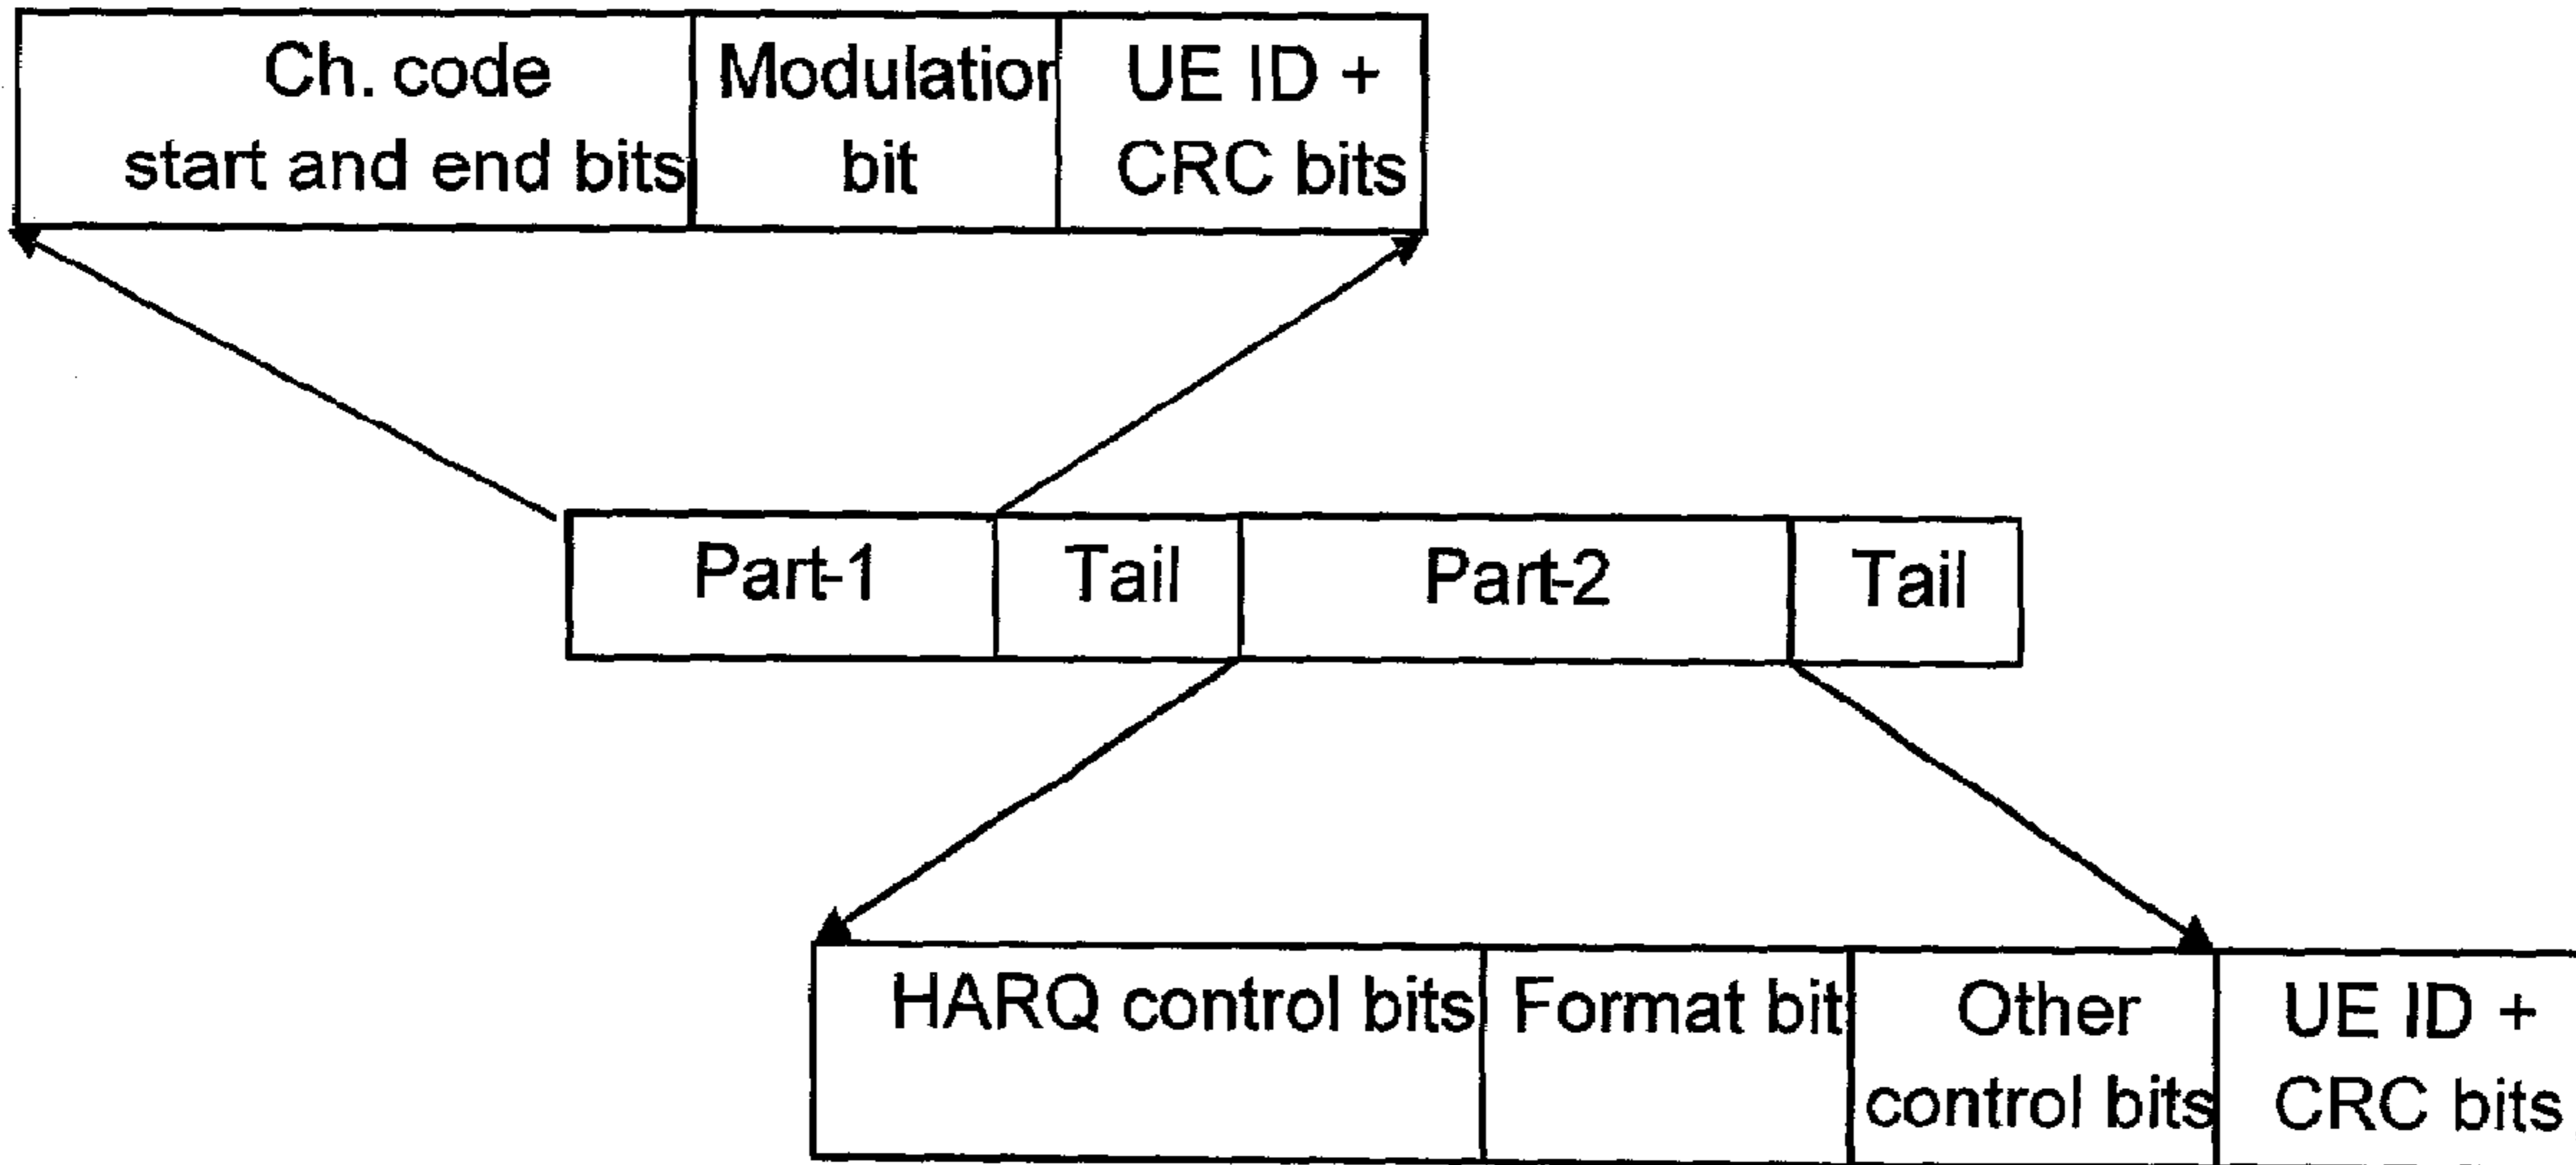 Ch. code
start and end bits
Modulation
bit
UE ID +
CRC bits
Part-1
Tail
Part-2
Tail
HARQ control bits
Format bit
Other
control bits
UE ID +
CRC bits